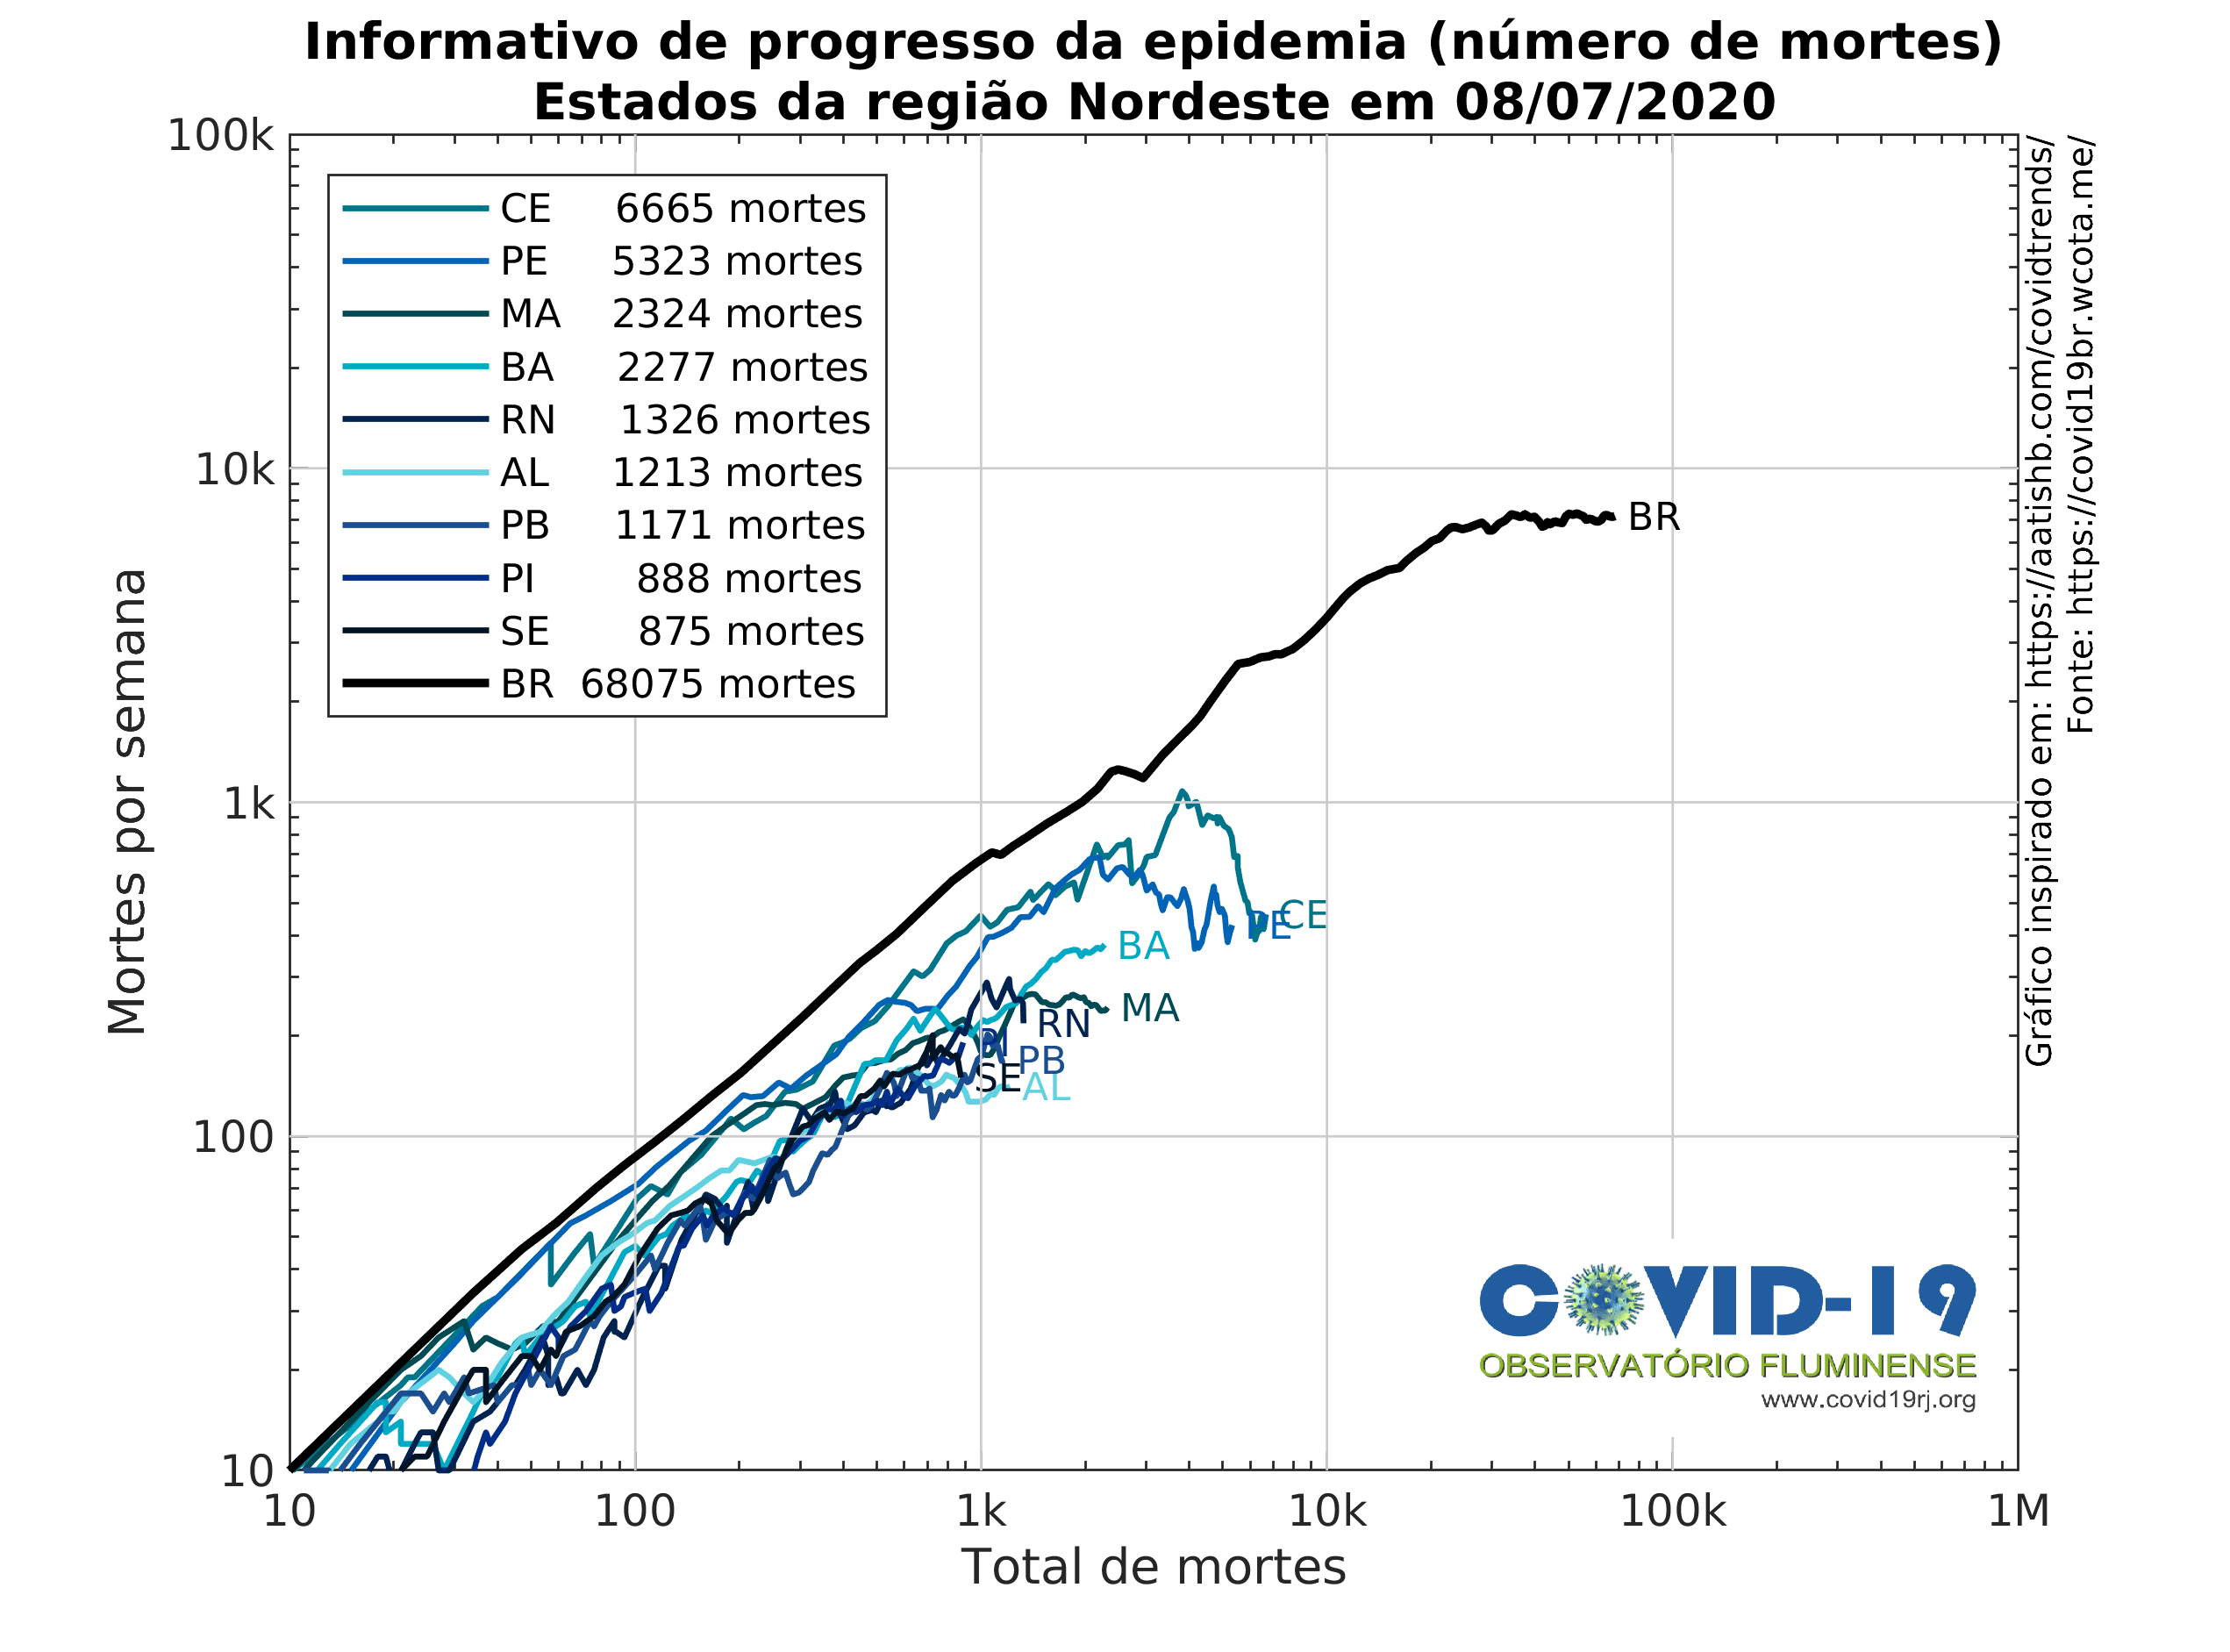 Informativo de progresso da epidemia (número de mortes)
Estados da região Nordeste em 08/07/2020
100k
10k
1k
100
10
Mortes por semana
CE 6665 mortes
PE 5323 mortes
MA 2324 mortes
BA 2277 mortes
RN 1326 mortes
AL 1213 mortes
PB 1171 mortes
PI 888 mortes
SE 875 mortes
BR 68075 mortes
BR
CE
PE
BA
MA
RN
PI
PB
SE
AL
Gráfico inspirado em: https://aatishb.com/covidtrends/
Fonte: https://covid19br.wcota.me/
COVID-19
OBSERVATÓRIO FLUMINENSE
www.covid19rj.org
10
100
1k
10k
100k
1M
Total de mortes